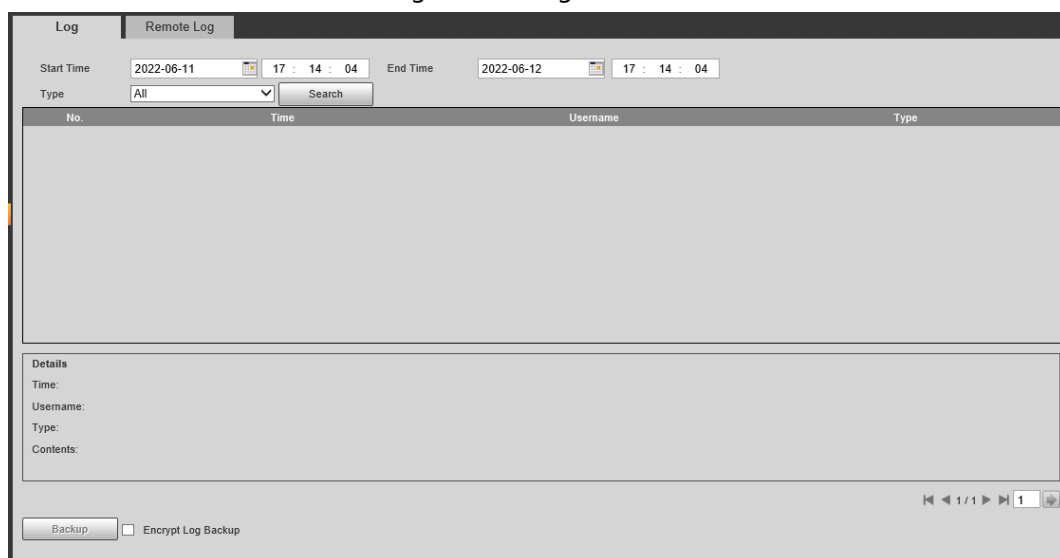 Log Remote Log
Start Time 2022-06-11 17 : 14 : 04 End Time 2022-06-12 17 : 14 : 04
Type All Search
No. Time Username Type
Details
Time:
Username:
Type:
Contents:
1 / 1 1
Backup Encrypt Log Backup